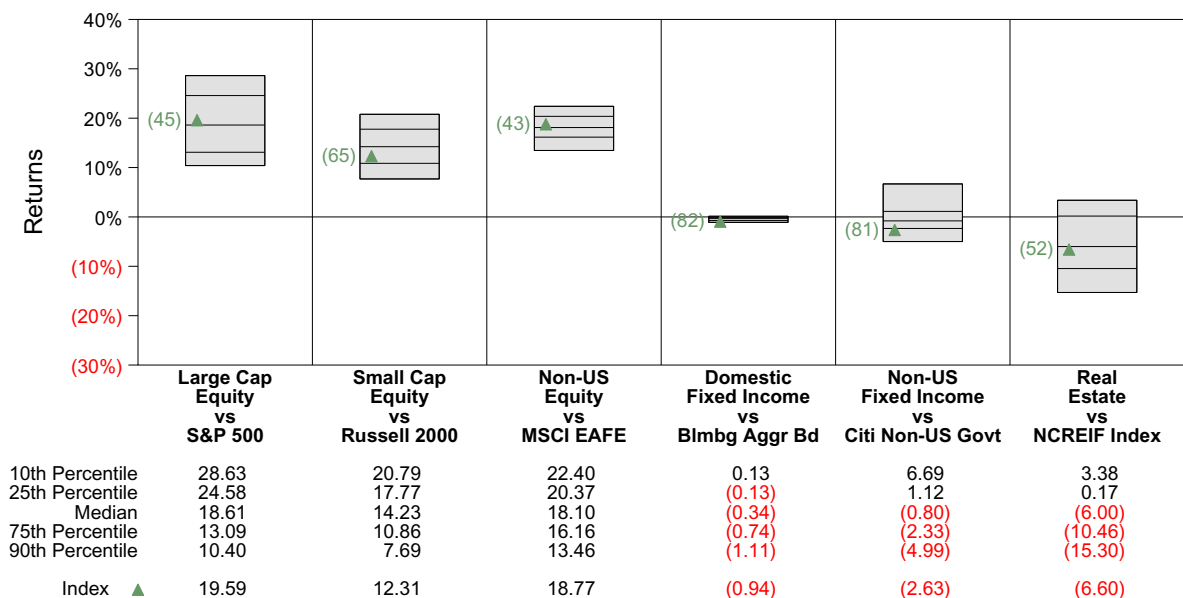 40%
30%
20%
10%
0%
(10%)
(20%)
(30%)
Returns
(45)
(65)
(43)
(82)
(81)
(52)
Large Cap
Equity
vs
S&P 500
Small Cap
Equity
vs
Russell 2000
Non-US
Equity
vs
MSCI EAFE
Domestic
Fixed Income
vs
Blmbg Aggr Bd
Non-US
Fixed Income
vs
Citi Non-US Govt
Real
Estate
vs
NCREIF Index
10th Percentile 28.63 20.79 22.40 0.13 6.69 3.38
25th Percentile 24.58 17.77 20.37 (0.13) 1.12 0.17
Median 18.61 14.23 18.10 (0.34) (0.80) (6.00)
75th Percentile 13.09 10.86 16.16 (0.74) (2.33) (10.46)
90th Percentile 10.40 7.69 13.46 (1.11) (4.99) (15.30)
Index 19.59 12.31 18.77 (0.94) (2.63) (6.60)